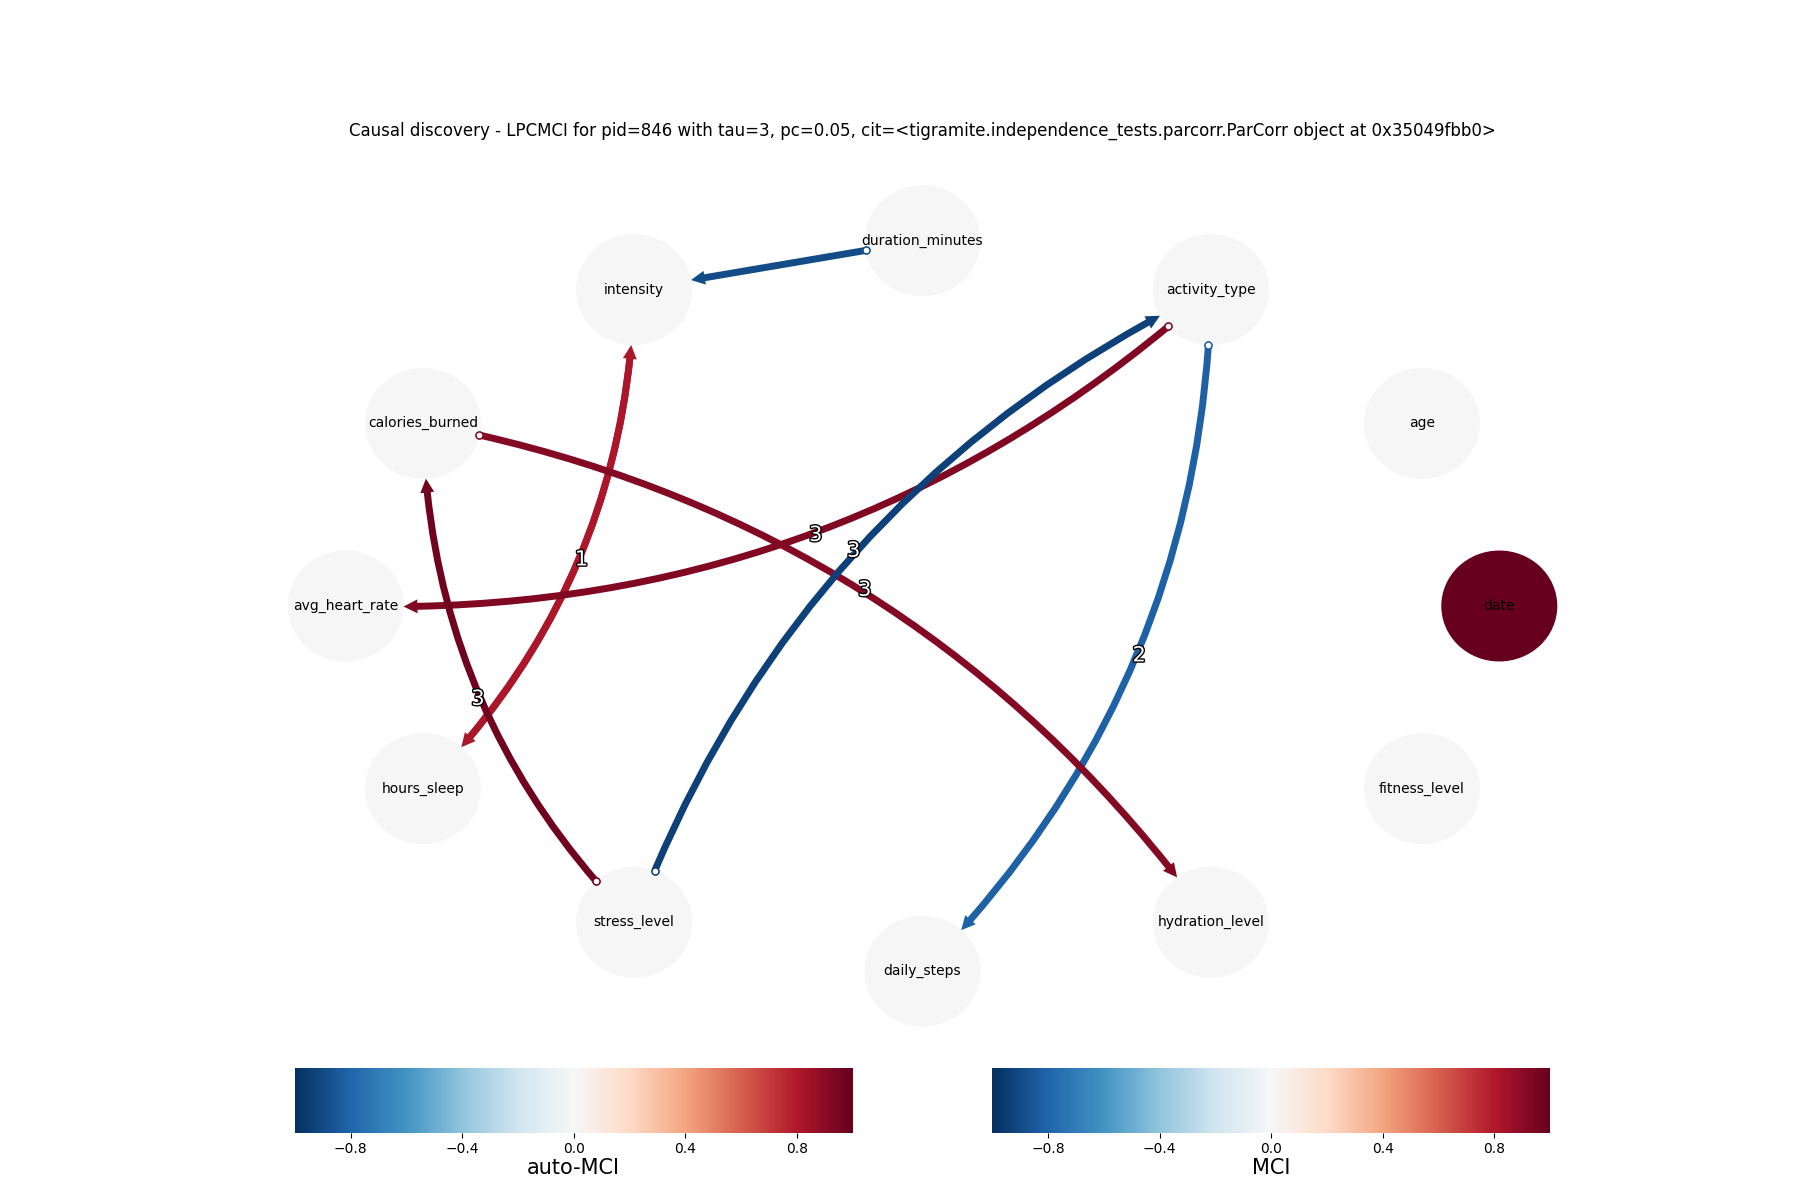 Causal discovery - LPCMCI for pid=846 with tau=3, pc=0.05, cit=<tigramite.independence_tests.parcorr.ParCorr object at 0x35049fbb0>
duration_minutes
intensity
activity_type
calories_burned
age
3
3
1
3
avg_heart_rate
date
2
3
hours_sleep
fitness_level
stress_level
hydration_level
daily_steps
−0.8 −0.4 0.0 0.4 0.8
auto-MCI
−0.8 −0.4 0.0 0.4 0.8
MCI